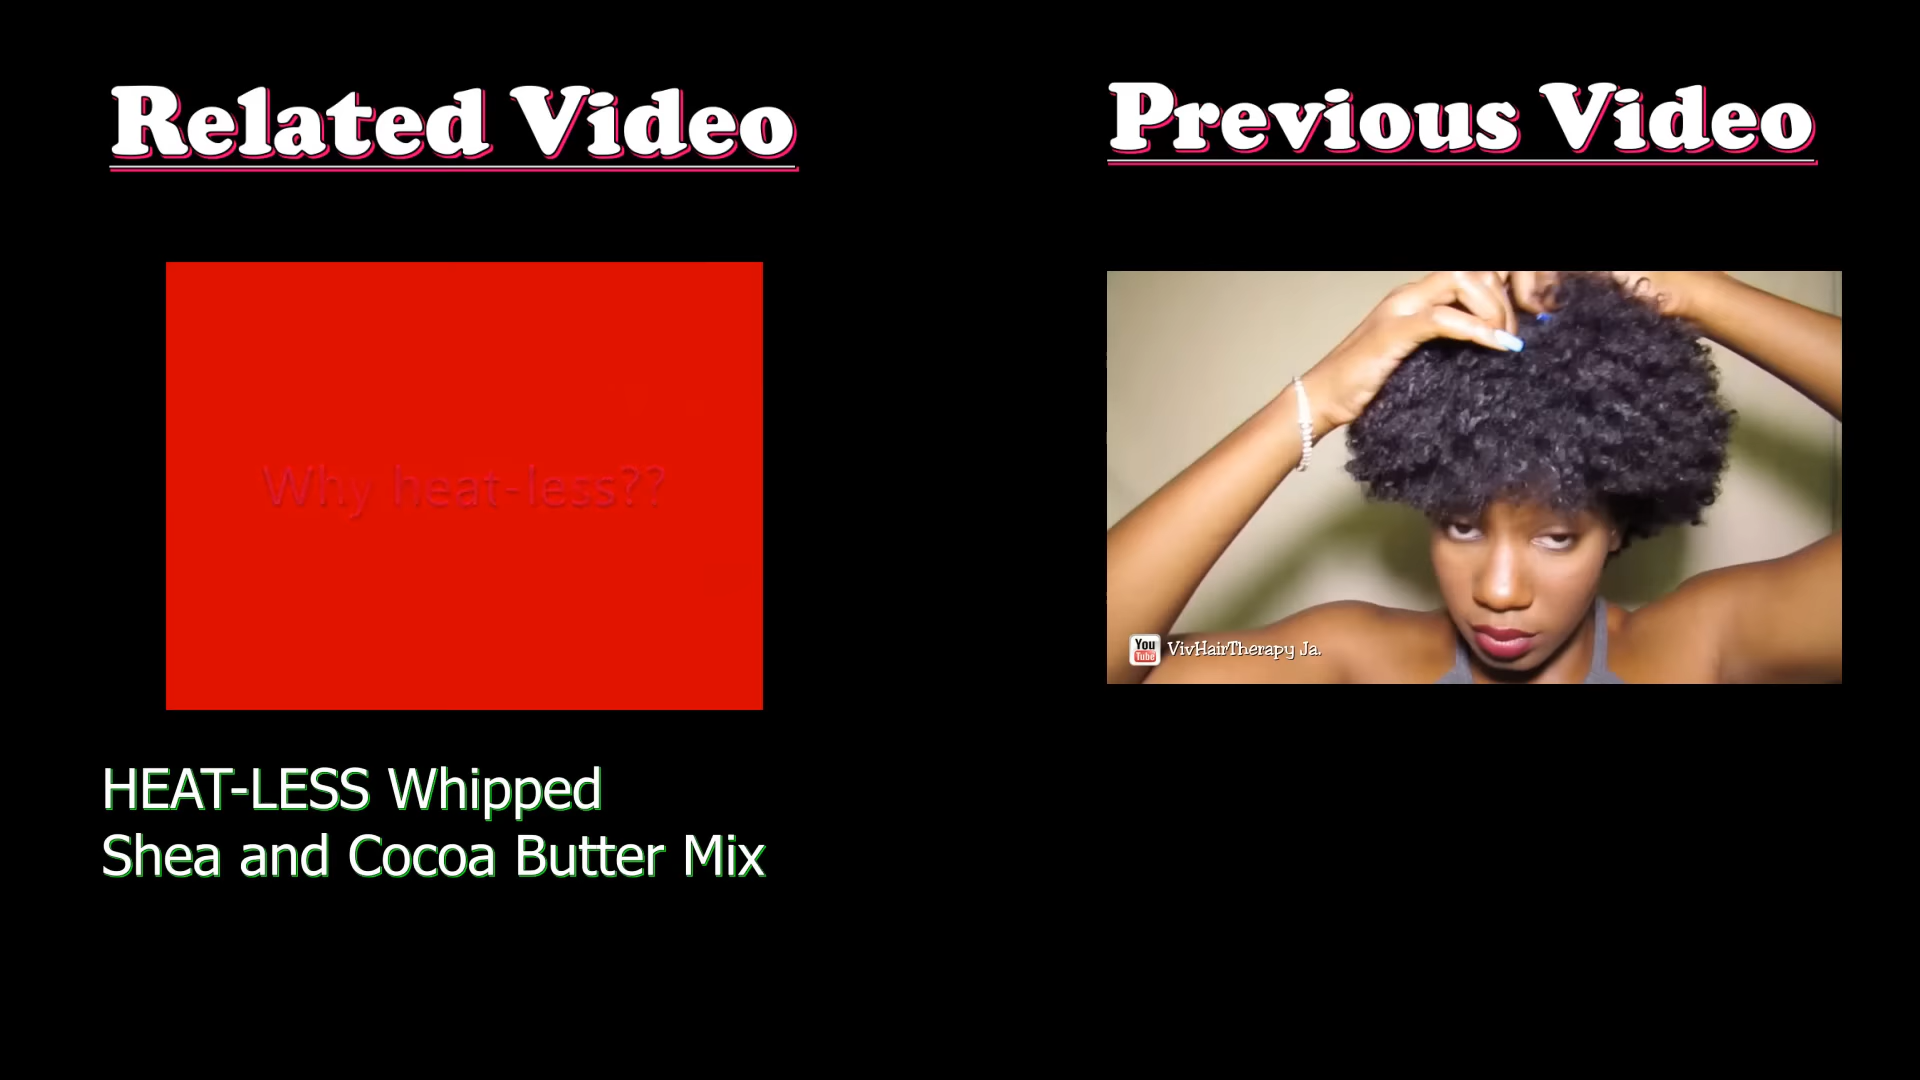 Related Video
Previous Video
Why heat-less??
You
Tube
VivHairTherapy Ja.
HEAT-LESS Whipped
Shea and Cocoa Butter Mix